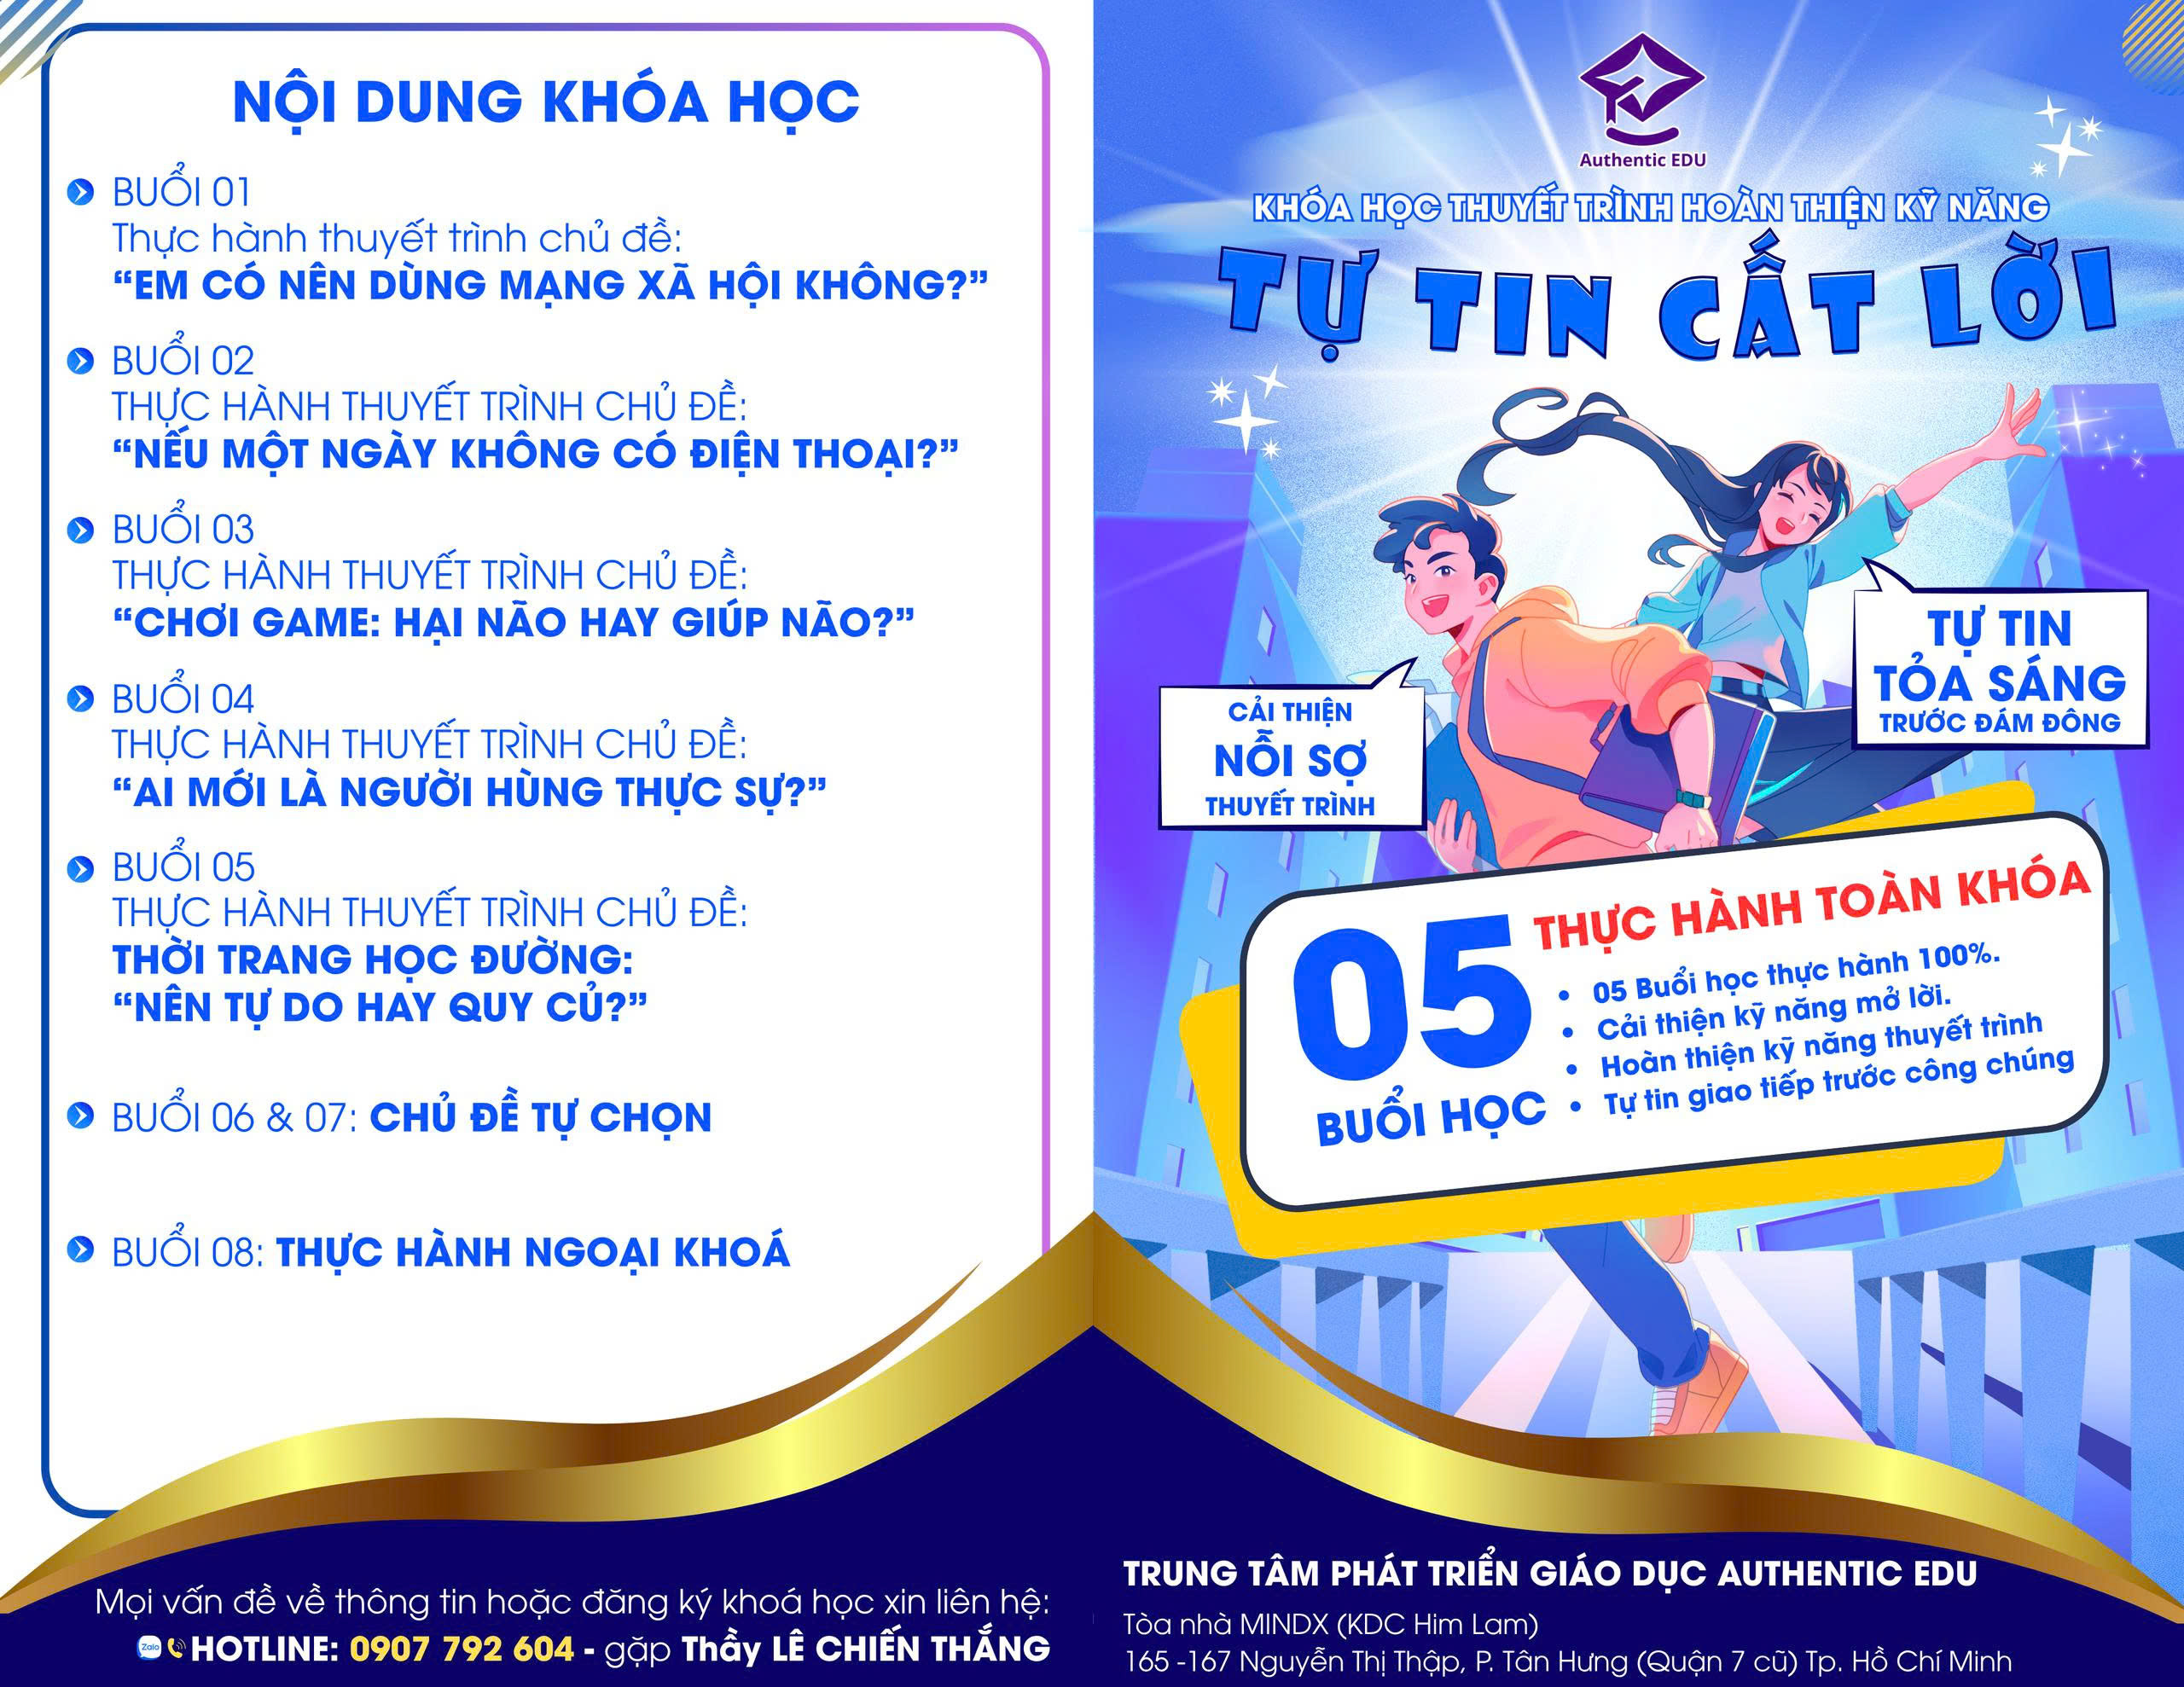 NỘI DUNG KHÓA HỌC
BUỔI 01
Thực hành thuyết trình chủ đề:
“EM CÓ NÊN DÙNG MẠNG XÃ HỘI KHÔNG?”
BUỔI 02
THỰC HÀNH THUYẾT TRÌNH CHỦ ĐỀ:
“NẾU MỘT NGÀY KHÔNG CÓ ĐIỆN THOẠI?”
BUỔI 03
THỰC HÀNH THUYẾT TRÌNH CHỦ ĐỀ:
“CHƠI GAME: HẠI NÃO HAY GIÚP NÃO?”
BUỔI 04
THỰC HÀNH THUYẾT TRÌNH CHỦ ĐỀ:
“AI MỚI LÀ NGƯỜI HÙNG THỰC SỰ?”
BUỔI 05
THỰC HÀNH THUYẾT TRÌNH CHỦ ĐỀ:
THỜI TRANG HỌC ĐƯỜNG:
“NÊN TỰ DO HAY QUY CỦ?”
BUỔI 06 & 07: CHỦ ĐỀ TỰ CHỌN
BUỔI 08: THỰC HÀNH NGOẠI KHOÁ
Mọi vấn đề về thông tin hoặc đăng ký khoá học xin liên hệ:
Zalo HOTLINE: 0907 792 604 - gặp Thầy LÊ CHIẾN THẮNG
Authentic EDU
KHÓA HỌC THUYẾT TRÌNH HOÀN THIỆN KỸ NĂNG
TỰ TIN CẤT LỜI
TỰ TIN
TỎA SÁNG
TRƯỚC ĐÁM ĐÔNG
CẢI THIỆN
NỖI SỢ
THUYẾT TRÌNH
05
BUỔI HỌC
THỰC HÀNH TOÀN KHÓA
• 05 Buổi học thực hành 100%.
• Cải thiện kỹ năng mở lời.
• Hoàn thiện kỹ năng thuyết trình
• Tự tin giao tiếp trước công chúng
TRUNG TÂM PHÁT TRIỂN GIÁO DỤC AUTHENTIC EDU
Tòa nhà MINDX (KDC Him Lam)
165 -167 Nguyễn Thị Thập, P. Tân Hưng (Quận 7 cũ) Tp. Hồ Chí Minh